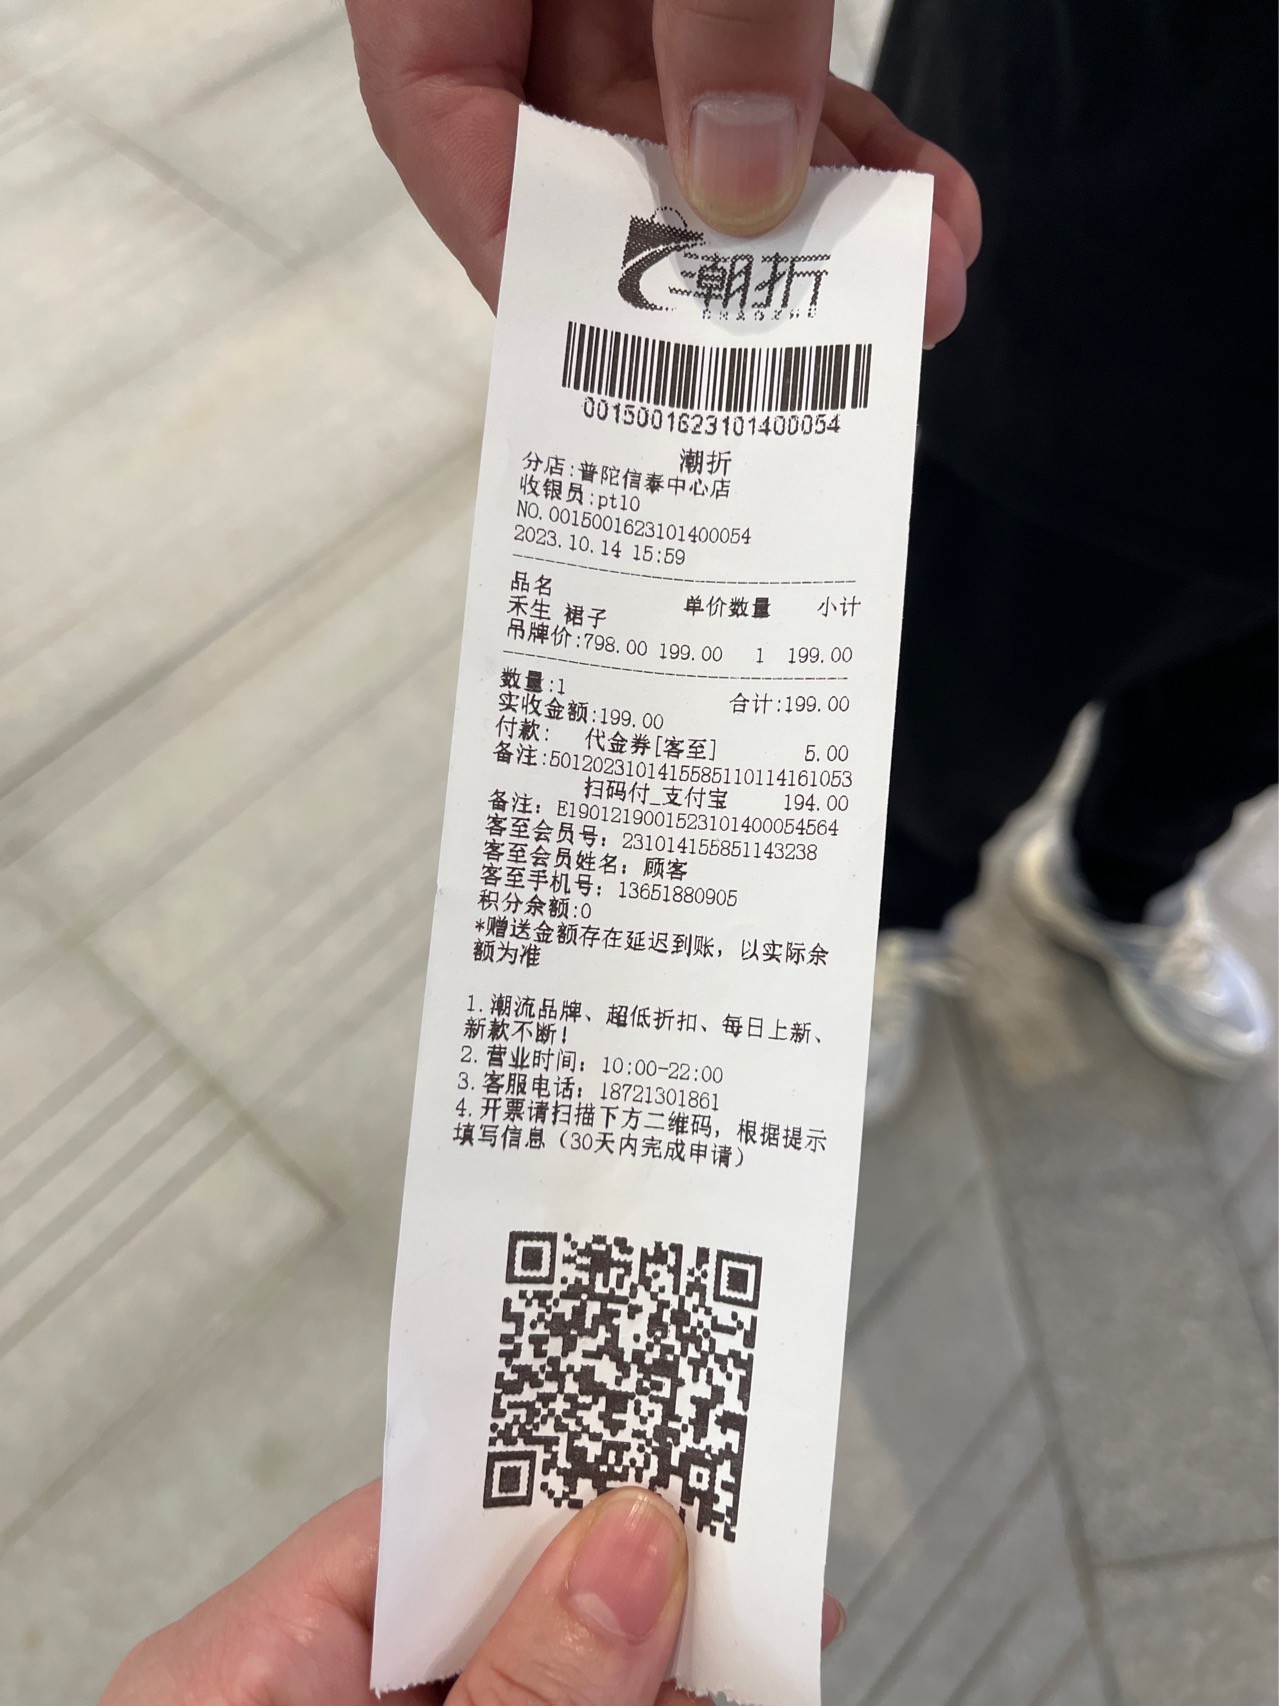 潮折
0015001623101400054
潮折
分店:普陀信泰中心店
收银员:pt10
NO.0015001623101400054
2023.10.14 15:59
品名 单价数量 小计
禾生 裙子
吊牌价:798.00 199.00 1 199.00
数量:1 合计:199.00
实收金额:199.00
付款: 代金券[客至] 5.00
备注:5012023101415585110114161053
扫码付_支付宝 194.00
备注: E1901219001523101400054564
客至会员号: 231014155851143238
客至会员姓名: 顾客
客至手机号: 13651880905
积分余额:0
*赠送金额存在延迟到账，以实际余
额为准
1.潮流品牌、超低折扣、每日上新、
新款不断!
2.营业时间: 10:00-22:00
3.客服电话: 18721301861
4.开票请扫描下方二维码，根据提示
填写信息（30天内完成申请）